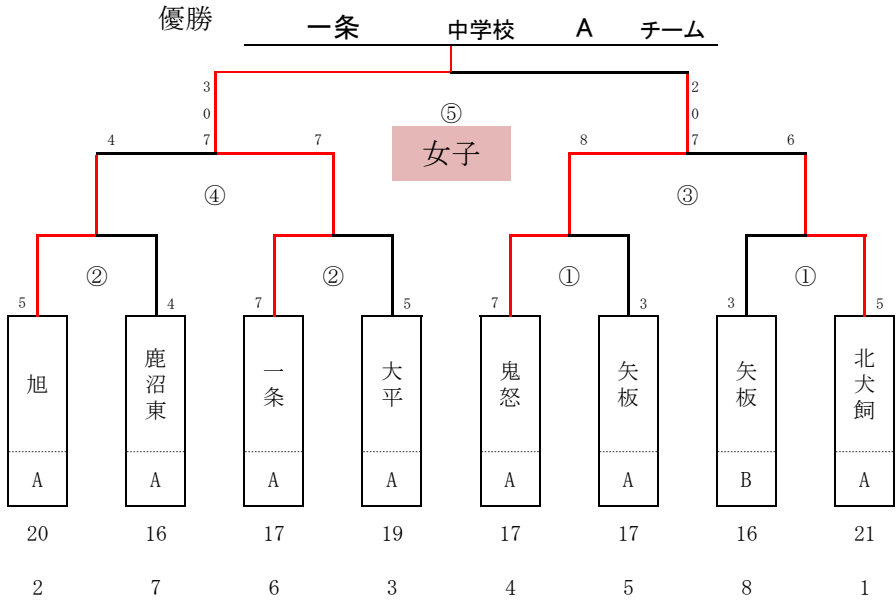 優勝 一条 中学校 A チーム
3 2
0 ⑤ 0
4 7 7 女子 8 7 6
④ ③
② ② ① ①
5 4 7 5 7 3 3 5
旭 鹿沼東 一条 大平 鬼怒 矢板 矢板 北犬飼
A A A A A A B A
20 16 17 19 17 17 16 21
2 7 6 3 4 5 8 1